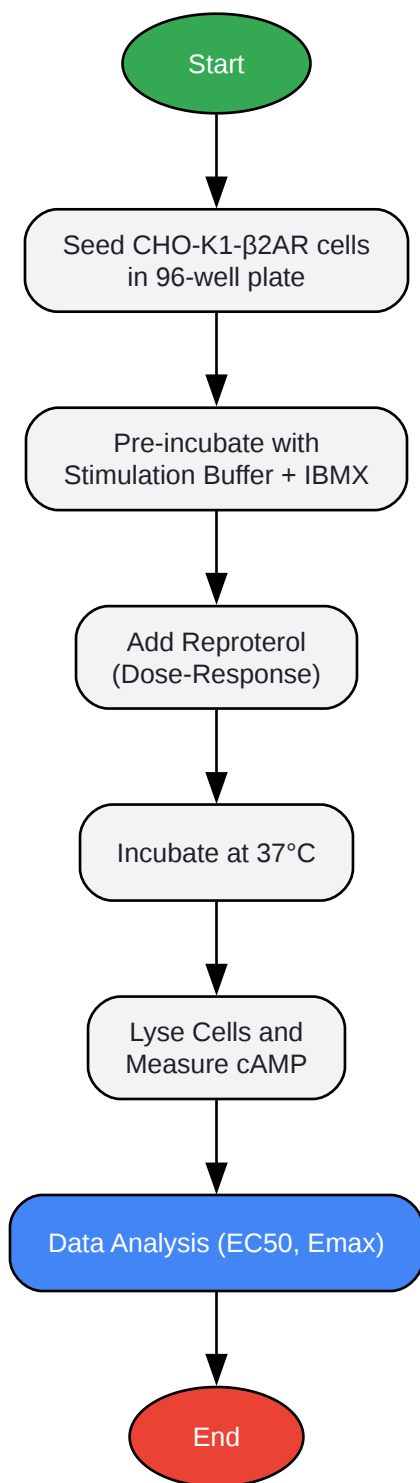 Start
Seed CHO-K1-β2AR cells
in 96-well plate
Pre-incubate with
Stimulation Buffer + IBMX
Add Reproterol
(Dose-Response)
Incubate at 37°C
Lyse Cells and
Measure cAMP
Data Analysis (EC50, Emax)
End